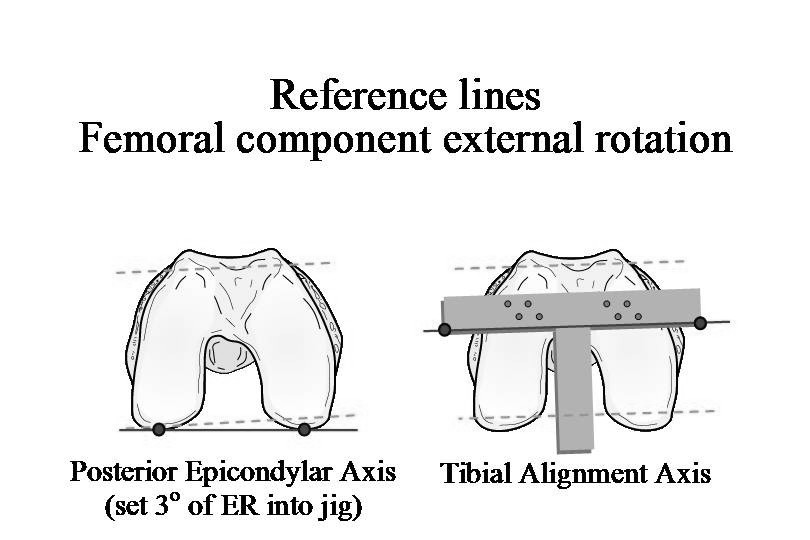 Reference lines
Femoral component external rotation
Posterior Epicondylar Axis
(set 3° of ER into jig)
Tibial Alignment Axis